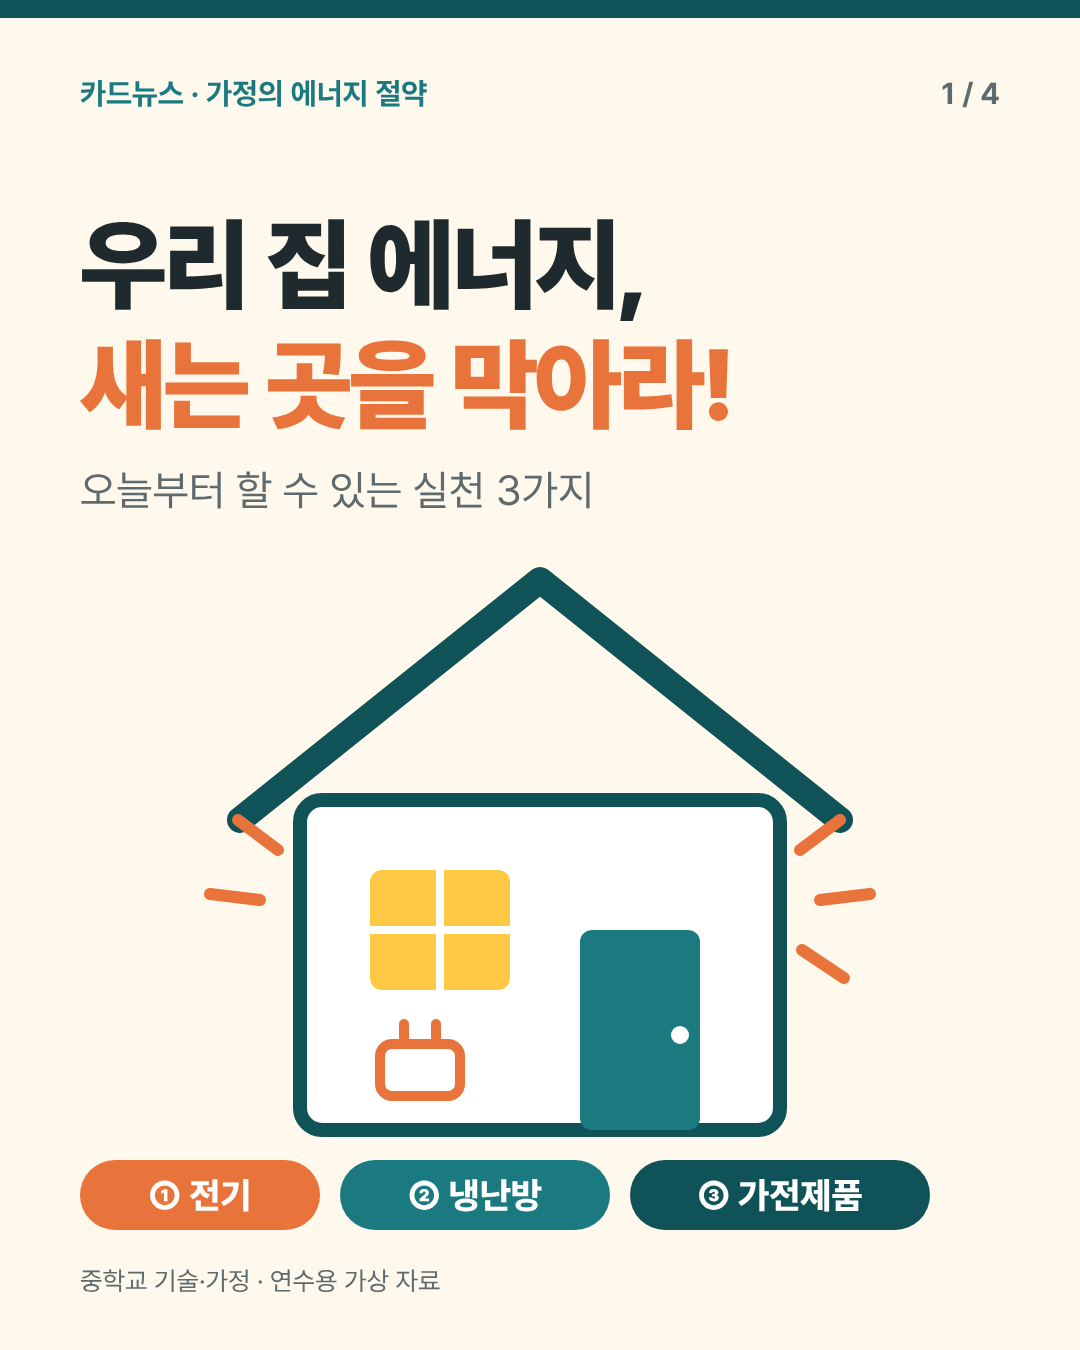 카드뉴스 · 가정의 에너지 절약
1 / 4
우리 집 에너지,
새는 곳을 막아라!
오늘부터 할 수 있는 실천 3가지
① 전기
② 냉난방
③ 가전제품
중학교 기술·가정 · 연수용 가상 자료